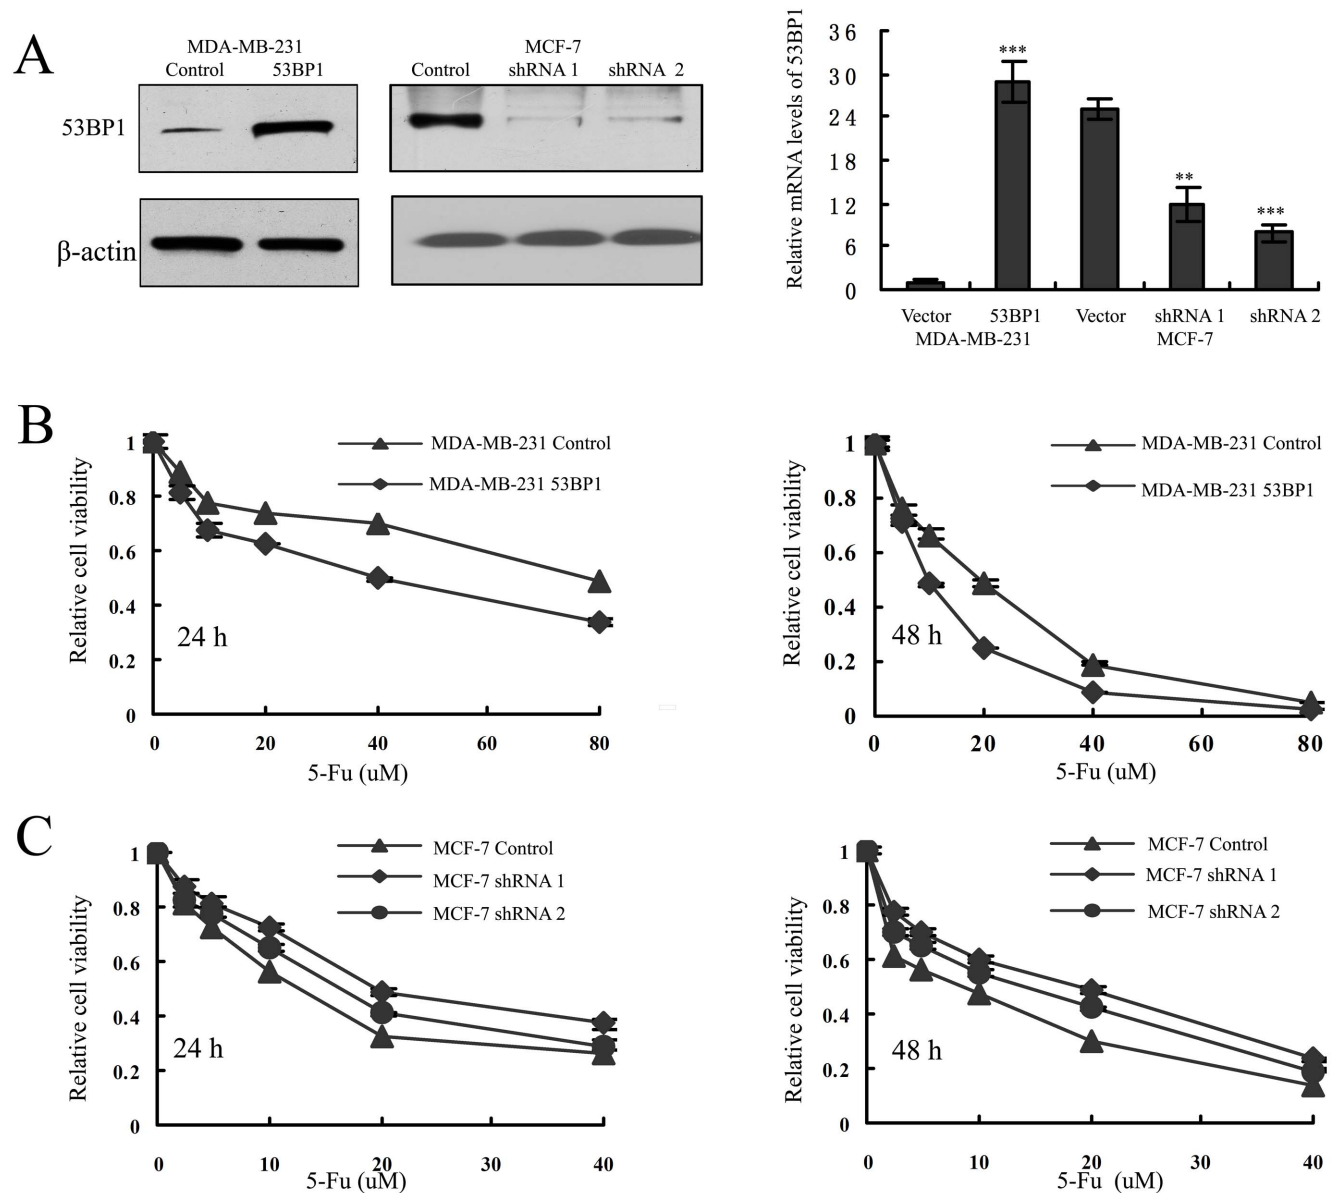 A
MDA-MB-231
Control 53BP1
MCF-7
Control shRNA 1 shRNA 2
53BP1
β-actin
Relative mRNA levels of 53BP1
36
30
24
18
12
6
0
***
**
***
Vector 53BP1 Vector shRNA 1 shRNA 2
MDA-MB-231 MCF-7
B
Relative cell viability
1
0.8
0.6
0.4
0.2
0
MDA-MB-231 Control
MDA-MB-231 53BP1
24 h
0 20 40 60 80
5-Fu (uM)
Relative cell viability
1
0.8
0.6
0.4
0.2
0
MDA-MB-231 Control
MDA-MB-231 53BP1
48 h
0 20 40 60 80
5-Fu (uM)
C
Relative cell viability
1
0.8
0.6
0.4
0.2
0
MCF-7 Control
MCF-7 shRNA 1
MCF-7 shRNA 2
24 h
0 10 20 30 40
5-Fu (uM)
Relative cell viability
1
0.8
0.6
0.4
0.2
0
MCF-7 Control
MCF-7 shRNA 1
MCF-7 shRNA 2
48 h
0 10 20 30 40
5-Fu (uM)